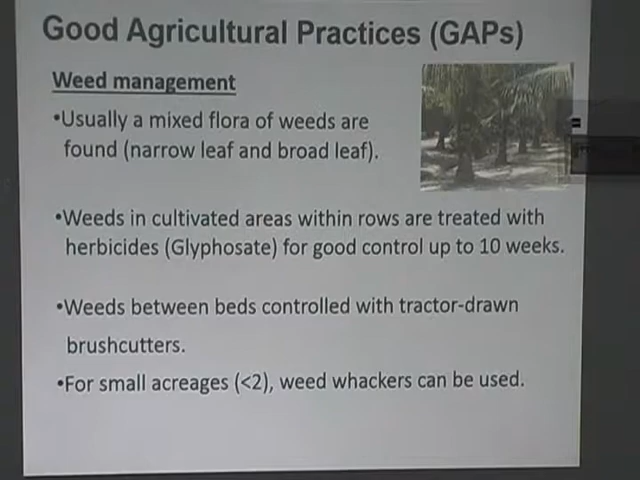 Good Agricultural Practices (GAPs)
Weed management
•Usually a mixed flora of weeds are
found (narrow leaf and broad leaf).
•Weeds in cultivated areas within rows are treated with
herbicides (Glyphosate) for good control up to 10 weeks.
•Weeds between beds controlled with tractor-drawn
brushcutters.
•For small acreages (<2), weed whackers can be used.